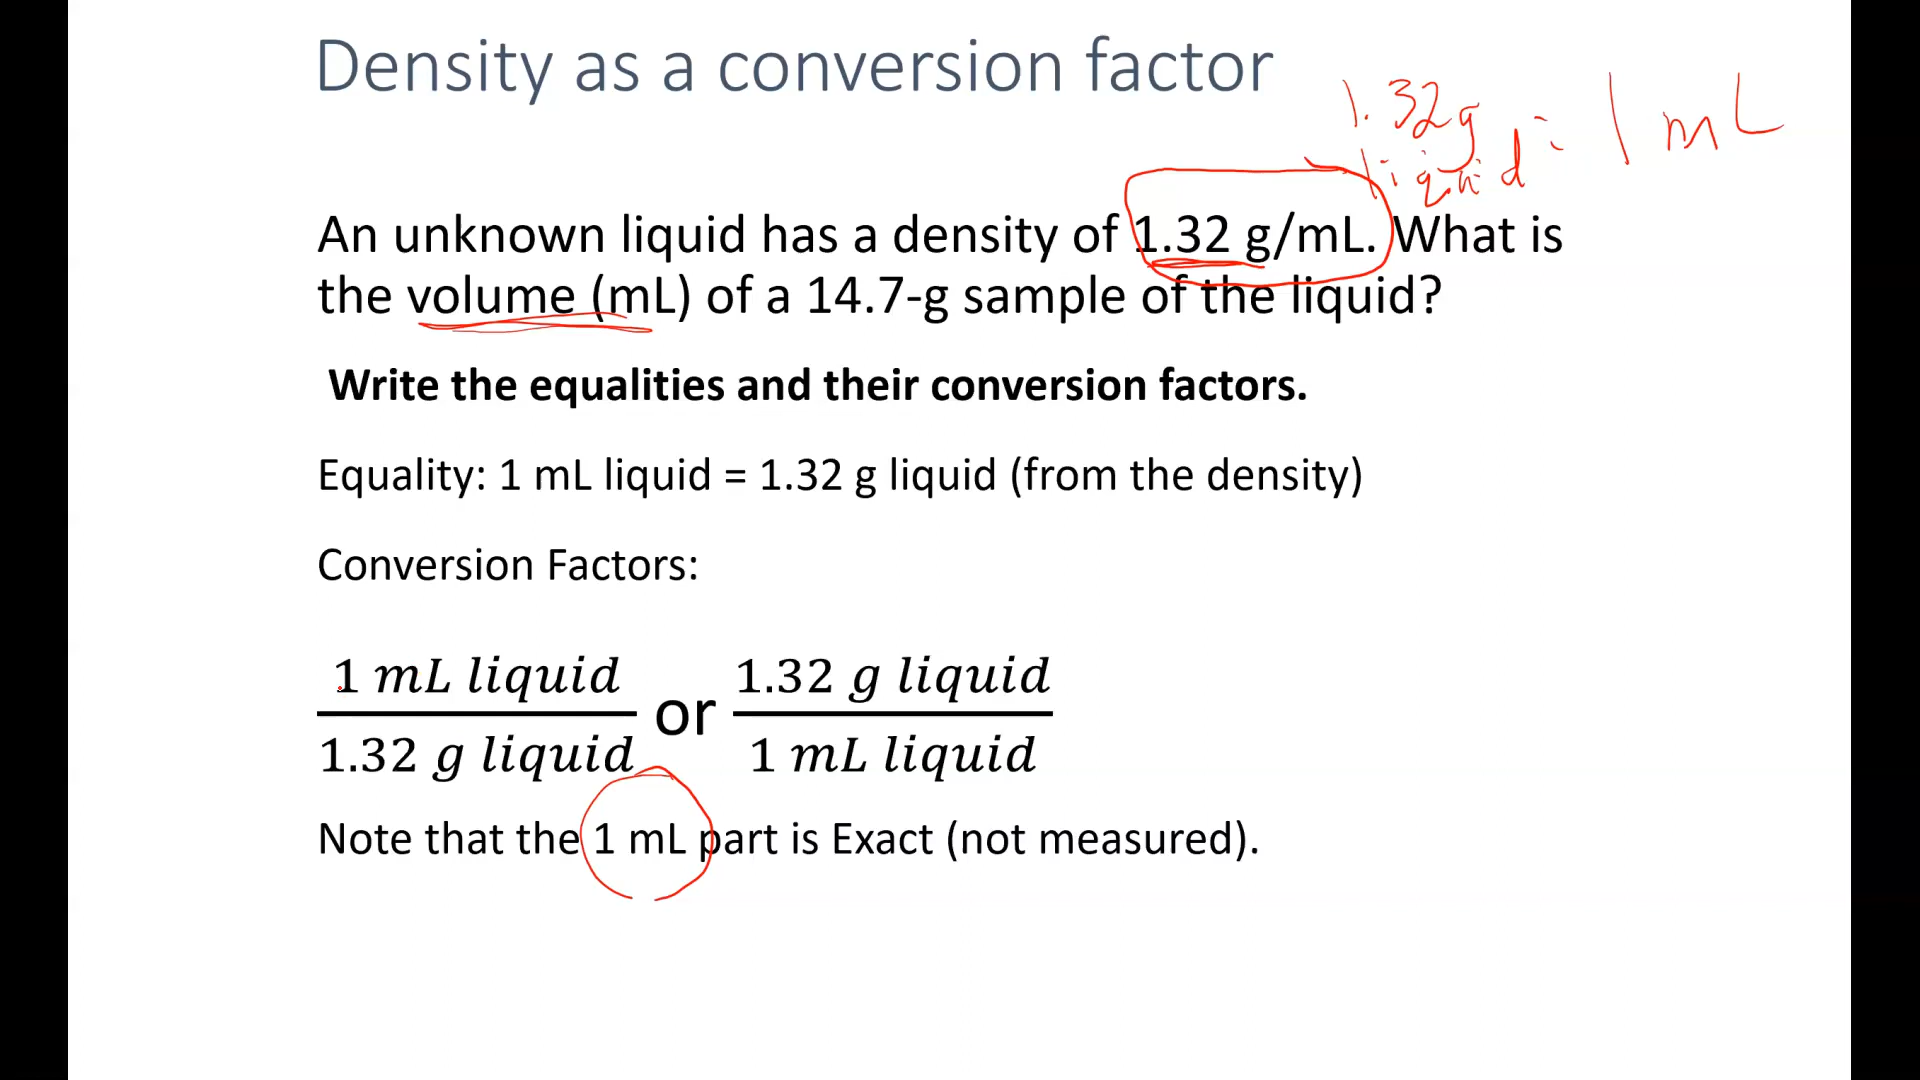 Density as a conversion factor
1.32g
liquid = 1 mL
An unknown liquid has a density of 1.32 g/mL. What is
the volume (mL) of a 14.7-g sample of the liquid?
Write the equalities and their conversion factors.
Equality: 1 mL liquid = 1.32 g liquid (from the density)
Conversion Factors:
1 mL liquid
1.32 g liquid
or
1.32 g liquid
1 mL liquid
Note that the 1 mL part is Exact (not measured).